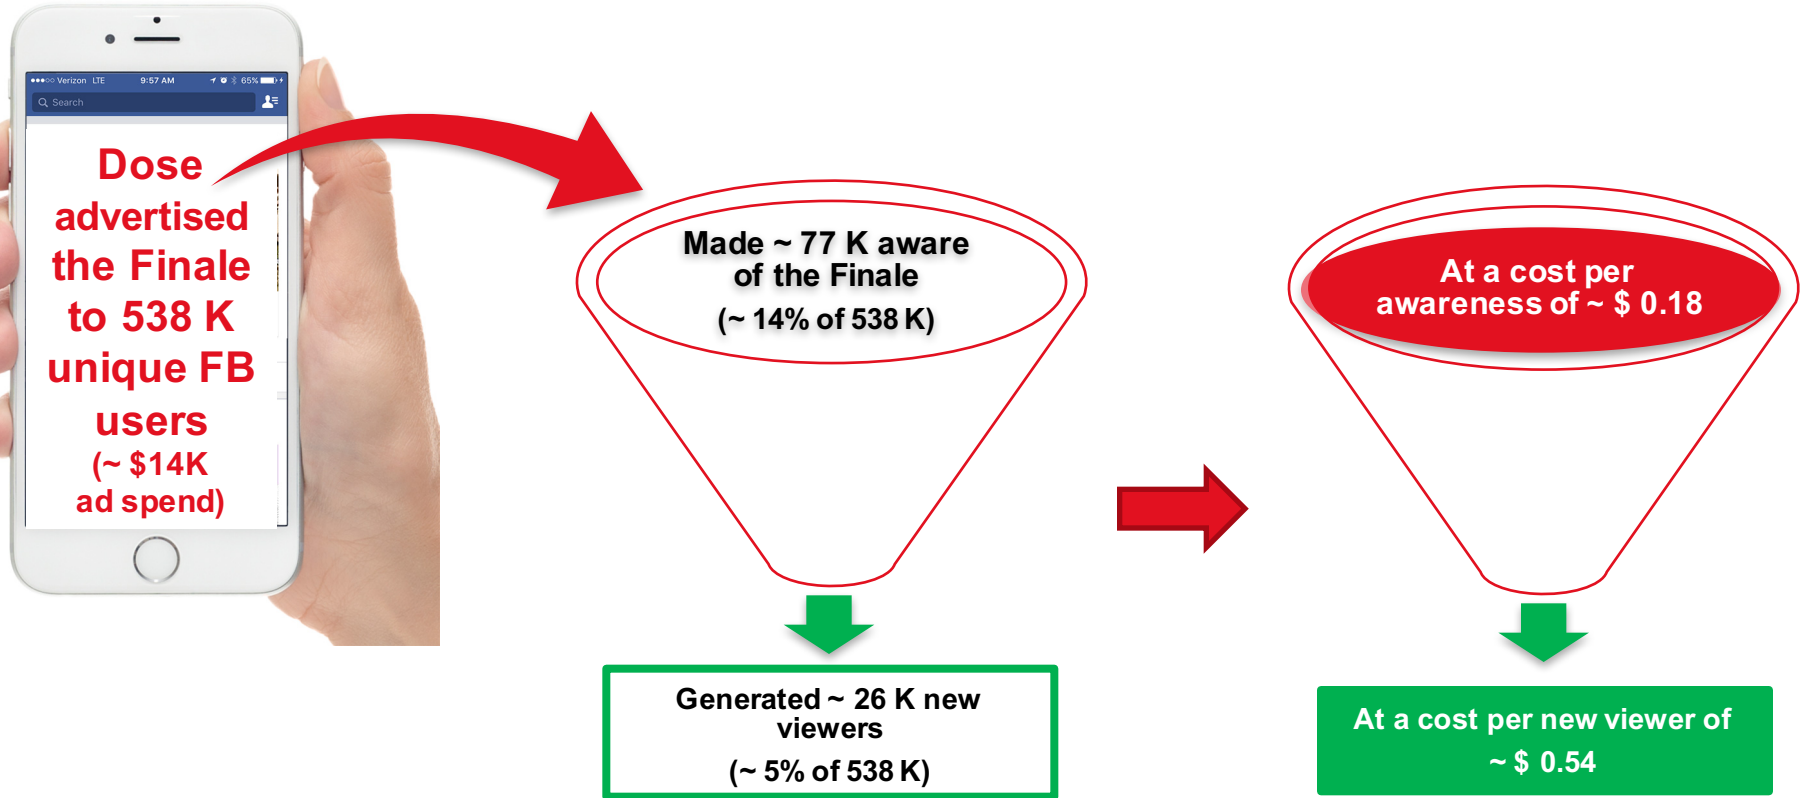 Verizon LTE 9:57 AM 65%
Search
Dose
advertised
the Finale
to 538 K
unique FB
users
(~ $14K
ad spend)
Made ~ 77 K aware
of the Finale
(~ 14% of 538 K)
Generated ~ 26 K new
viewers
(~ 5% of 538 K)
At a cost per
awareness of ~ $ 0.18
At a cost per new viewer of
~ $ 0.54